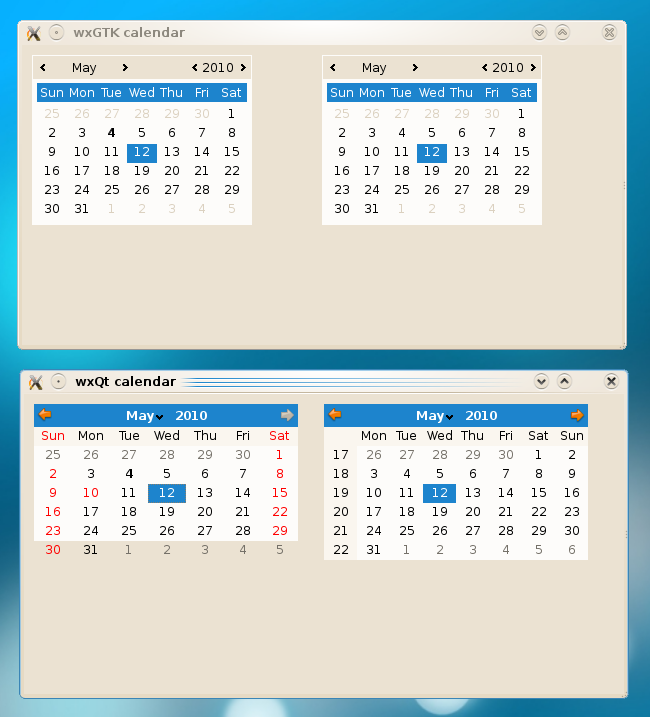 wxGTK calendar
May 2010
Sun Mon Tue Wed Thu Fri Sat
25 26 27 28 29 30 1
2 3 4 5 6 7 8
9 10 11 12 13 14 15
16 17 18 19 20 21 22
23 24 25 26 27 28 29
30 31 1 2 3 4 5
May 2010
Sun Mon Tue Wed Thu Fri Sat
25 26 27 28 29 30 1
2 3 4 5 6 7 8
9 10 11 12 13 14 15
16 17 18 19 20 21 22
23 24 25 26 27 28 29
30 31 1 2 3 4 5
wxQt calendar
May 2010
Sun Mon Tue Wed Thu Fri Sat
25 26 27 28 29 30 1
2 3 4 5 6 7 8
9 10 11 12 13 14 15
16 17 18 19 20 21 22
23 24 25 26 27 28 29
30 31 1 2 3 4 5
May 2010
Mon Tue Wed Thu Fri Sat Sun
17 26 27 28 29 30 1 2
18 3 4 5 6 7 8 9
19 10 11 12 13 14 15 16
20 17 18 19 20 21 22 23
21 24 25 26 27 28 29 30
22 31 1 2 3 4 5 6